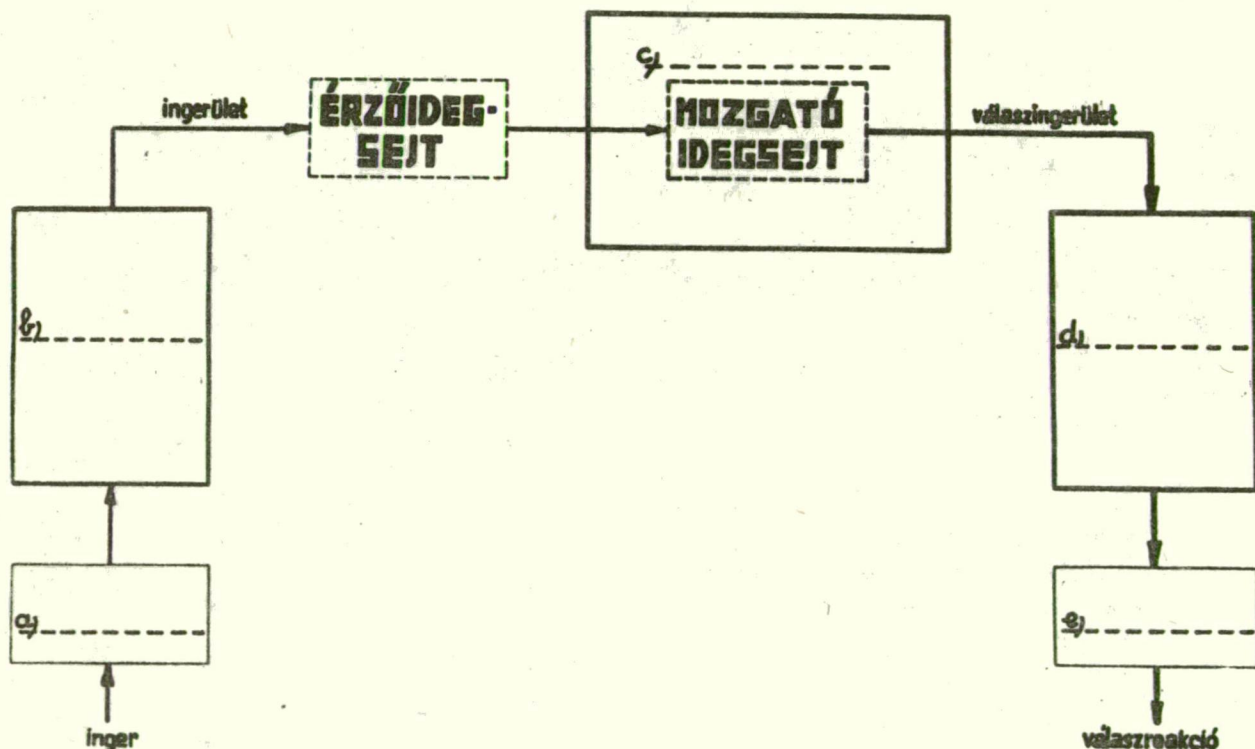 c)
ingerület
ÉRZŐIDEG-
SEJT
MOZGATÓ
IDEGSEJT
válaszingerület
b)
d)
a)
e)
inger
válaszreakció